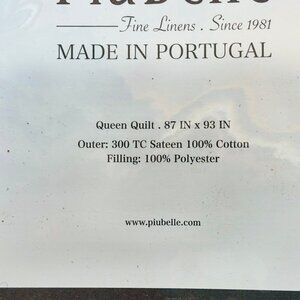 PiuBelle
Fine Linens . Since 1981
MADE IN PORTUGAL
Queen Quilt . 87 IN x 93 IN
Outer: 300 TC Sateen 100% Cotton
Filling: 100% Polyester
www.piubelle.com